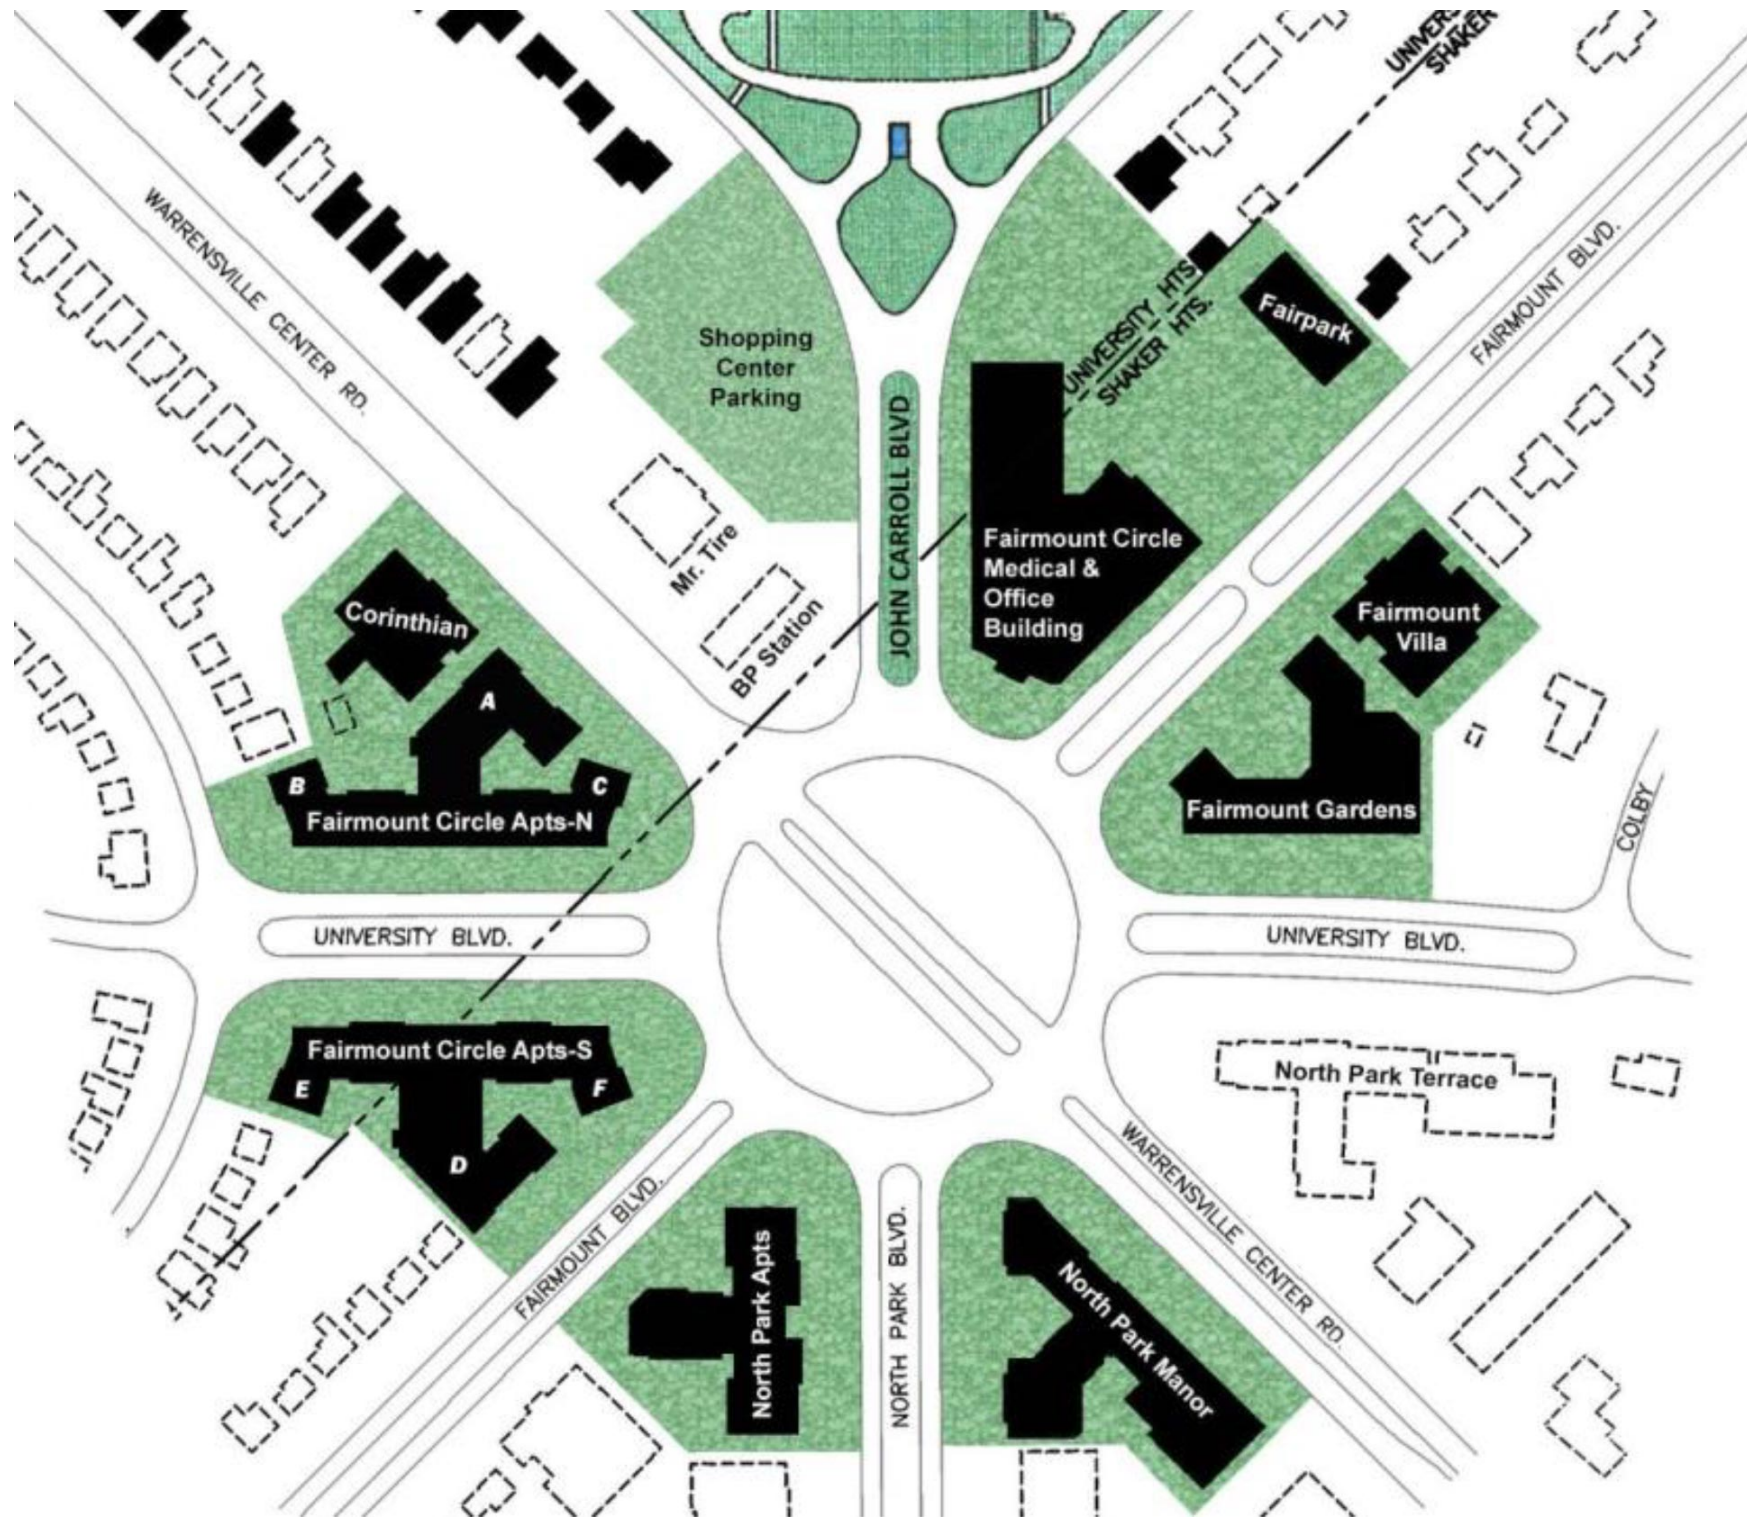 UNIVERS
SHAKER
WARRENSVILLE CENTER RD.
FAIRMOUNT BLVD.
UNIVERSITY HTS.
SHAKER HTS.
Fairpark
Shopping
Center
Parking
JOHN CARROLL BLVD
Mr. Tire
BP Station
Fairmount Circle
Medical &
Office
Building
Corinthian
Fairmount
Villa
A
B
C
Fairmount Circle Apts-N
Fairmount Gardens
COLBY
UNIVERSITY BLVD.
UNIVERSITY BLVD.
Fairmount Circle Apts-S
E
F
D
North Park Terrace
FAIRMOUNT BLVD.
North Park Apts
NORTH PARK BLVD.
North Park Manor
WARRENSVILLE CENTER RD.